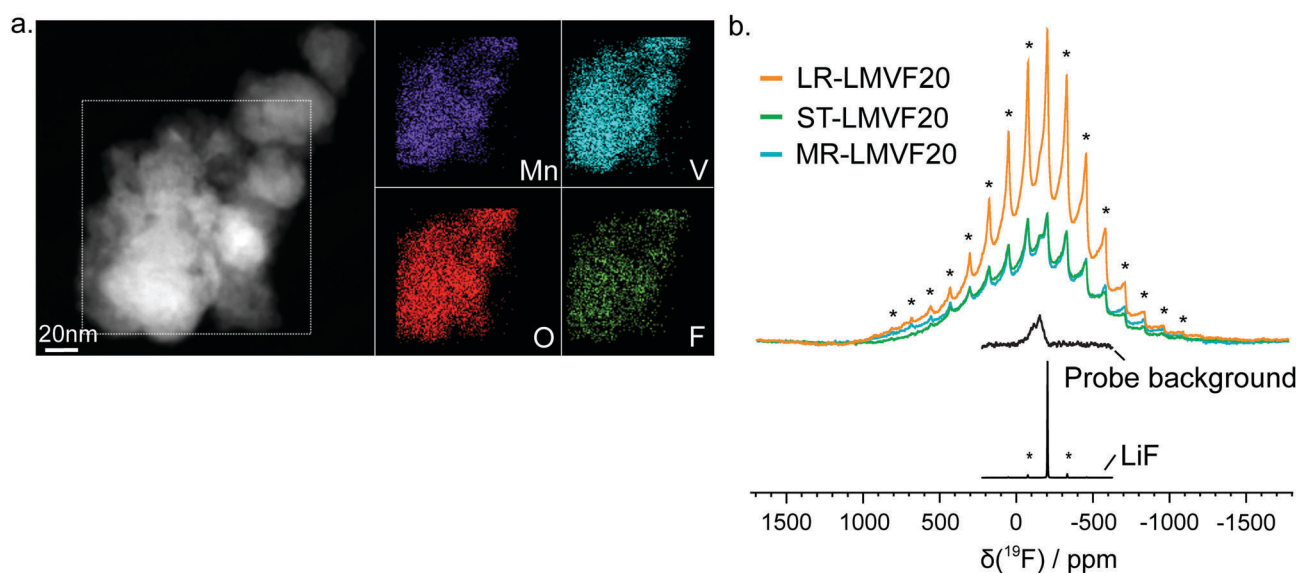 a.
Mn
V
O
F
20nm
b.
LR-LMVF20
ST-LMVF20
MR-LMVF20
* * * * * * * * * * * * * *
Probe background
* *
LiF
1500 1000 500 0 -500 -1000 -1500
δ(¹⁹F) / ppm